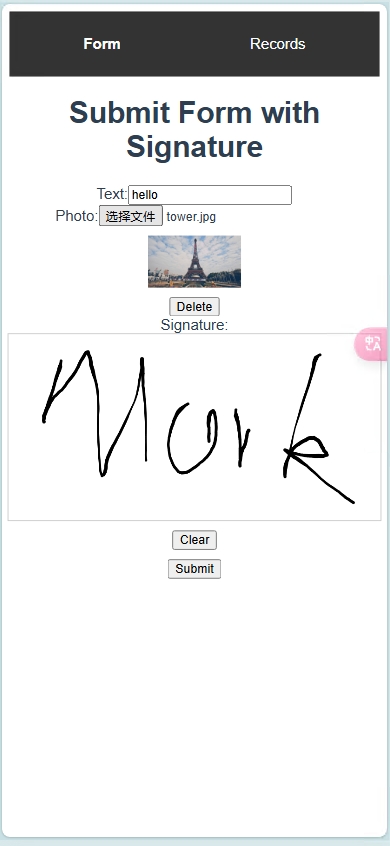 Form Records
Submit Form with
Signature
Text: hello
Photo: 选择文件 tower.jpg
Delete
Signature:
Mark
Clear
Submit